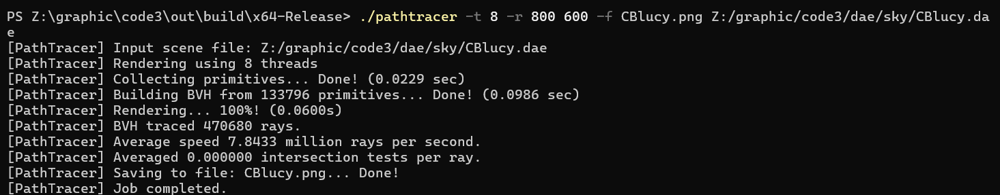 PS Z:\graphic\code3\out\build\x64-Release> ./pathtracer -t 8 -r 800 600 -f CBlucy.png Z:/graphic/code3/dae/sky/CBlucy.da
e
[PathTracer] Input scene file: Z:/graphic/code3/dae/sky/CBlucy.dae
[PathTracer] Rendering using 8 threads
[PathTracer] Collecting primitives... Done! (0.0229 sec)
[PathTracer] Building BVH from 133796 primitives... Done! (0.0986 sec)
[PathTracer] Rendering... 100%! (0.0600s)
[PathTracer] BVH traced 470680 rays.
[PathTracer] Average speed 7.8433 million rays per second.
[PathTracer] Averaged 0.000000 intersection tests per ray.
[PathTracer] Saving to file: CBlucy.png... Done!
[PathTracer] Job completed.